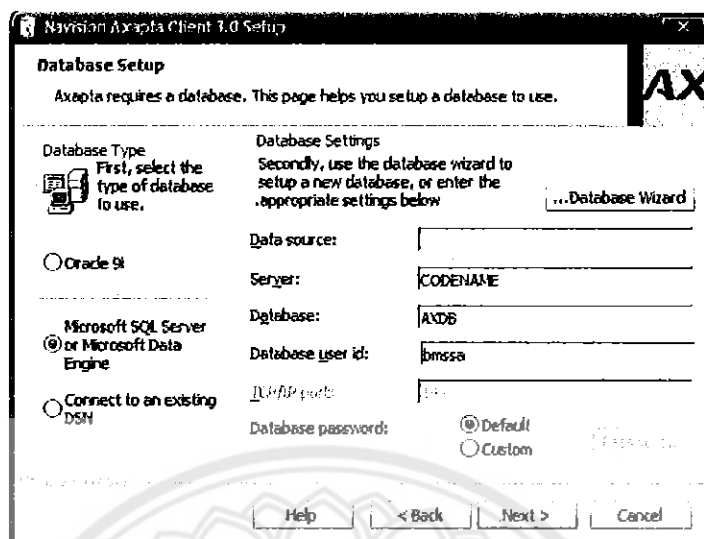 Navision Axapta Client 3.0 Setup
Database Setup
Axapta requires a database. This page helps you setup a database to use.
AX
Database Type
First, select the
type of database
to use.
Oracle 9i
Microsoft SQL Server
or Microsoft Data
Engine
Connect to an existing
DSN
Database Settings
Secondly, use the database wizard to
setup a new database, or enter the
.appropriate settings below
...Database Wizard
Data source:
Server:
CODENAME
Database:
AXDB
Database user id:
bmssa
TCP/IP port:
Database password:
Default
Custom
Help
< Back
Next >
Cancel